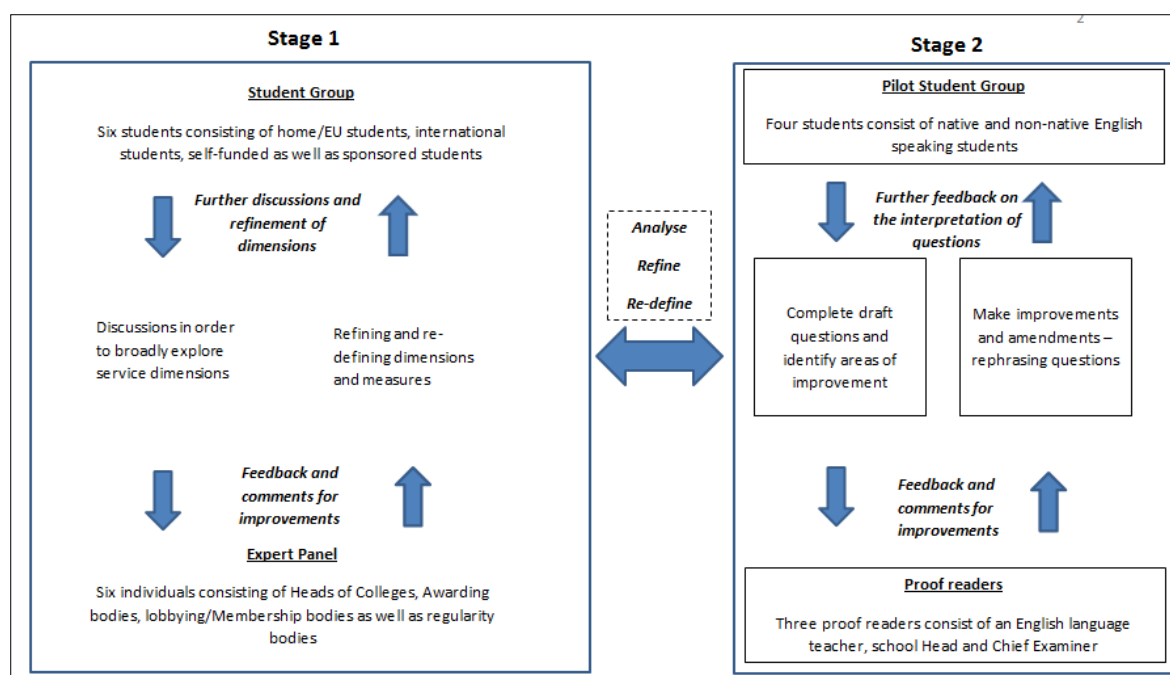 2
Stage 1
Student Group
Six students consisting of home/EU students, international
students, self-funded as well as sponsored students
Further discussions and
refinement of
dimensions
Discussions in order
to broadly explore
service dimensions
Refining and re-
defining dimensions
and measures
Feedback and
comments for
improvements
Expert Panel
Six individuals consisting of Heads of Colleges, Awarding
bodies, lobbying/Membership bodies as well as regularity
bodies
Analyse
Refine
Re-define
Stage 2
Pilot Student Group
Four students consist of native and non-native English
speaking students
Further feedback on
the interpretation of
questions
Complete draft
questions and
identify areas of
improvement
Make improvements
and amendments –
rephrasing questions
Feedback and
comments for
improvements
Proof readers
Three proof readers consist of an English language
teacher, school Head and Chief Examiner